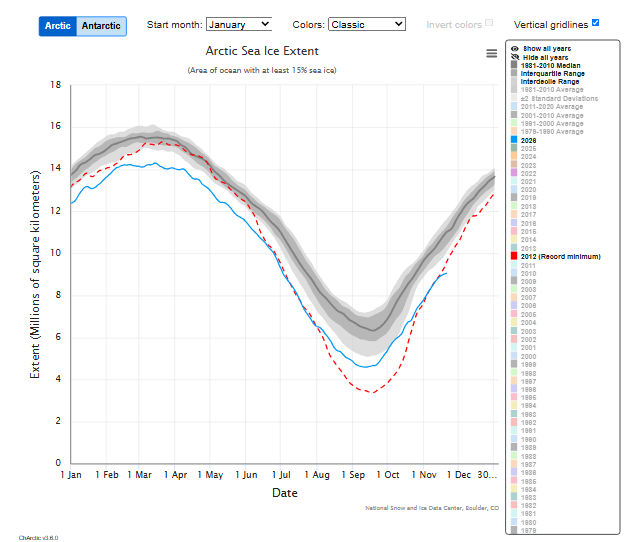 Arctic Antarctic Start month: January Colors: Classic Invert colors Vertical gridlines
Arctic Sea Ice Extent
(Area of ocean with at least 15% sea ice)
Extent (Millions of square kilometers)
18
16
14
12
10
8
6
4
2
0
1 Jan 1 Feb 1 Mar 1 Apr 1 May 1 Jun 1 Jul 1 Aug 1 Sep 1 Oct 1 Nov 1 Dec 30...
Date
National Snow and Ice Data Center, Boulder, CO
ChArctic v3.6.0
Show all years
Hide all years
1981-2010 Median
Interquartile Range
Interdecile Range
1981-2010 Average
±2 Standard Deviations
2011-2020 Average
2001-2010 Average
1991-2000 Average
1979-1990 Average
2026
2025
2024
2023
2022
2021
2020
2019
2018
2017
2016
2015
2014
2013
2012 (Record minimum)
2011
2010
2009
2008
2007
2006
2005
2004
2003
2002
2001
2000
1999
1998
1997
1996
1995
1994
1993
1992
1991
1990
1989
1988
1987
1986
1985
1984
1983
1982
1981
1980
1979